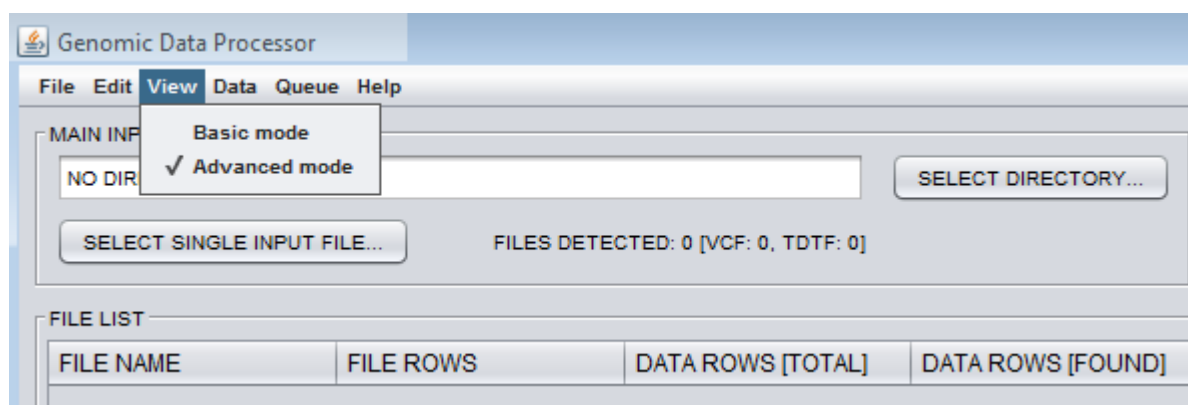 Genomic Data Processor
File Edit View Data Queue Help
Basic mode
Advanced mode
MAIN INP
NO DIR
SELECT DIRECTORY...
SELECT SINGLE INPUT FILE...
FILES DETECTED: 0 [VCF: 0, TDTF: 0]
FILE LIST
FILE NAME FILE ROWS DATA ROWS [TOTAL] DATA ROWS [FOUND]